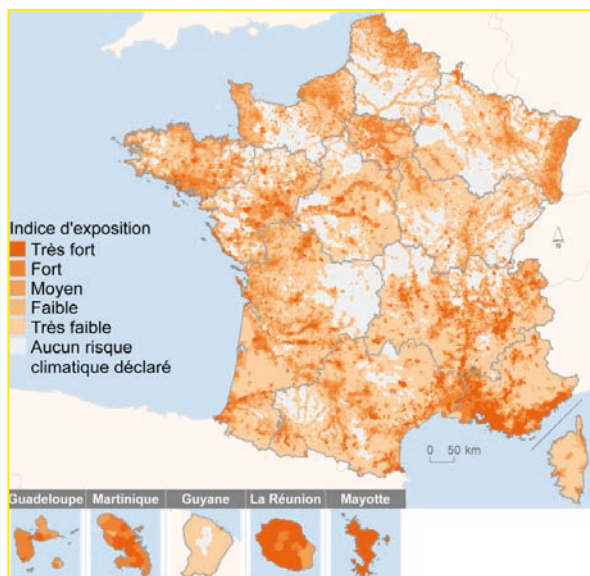 Indice d'exposition
Très fort
Fort
Moyen
Faible
Très faible
Aucun risque
climatique déclaré
N
0 50 km
Guadeloupe Martinique Guyane La Réunion Mayotte